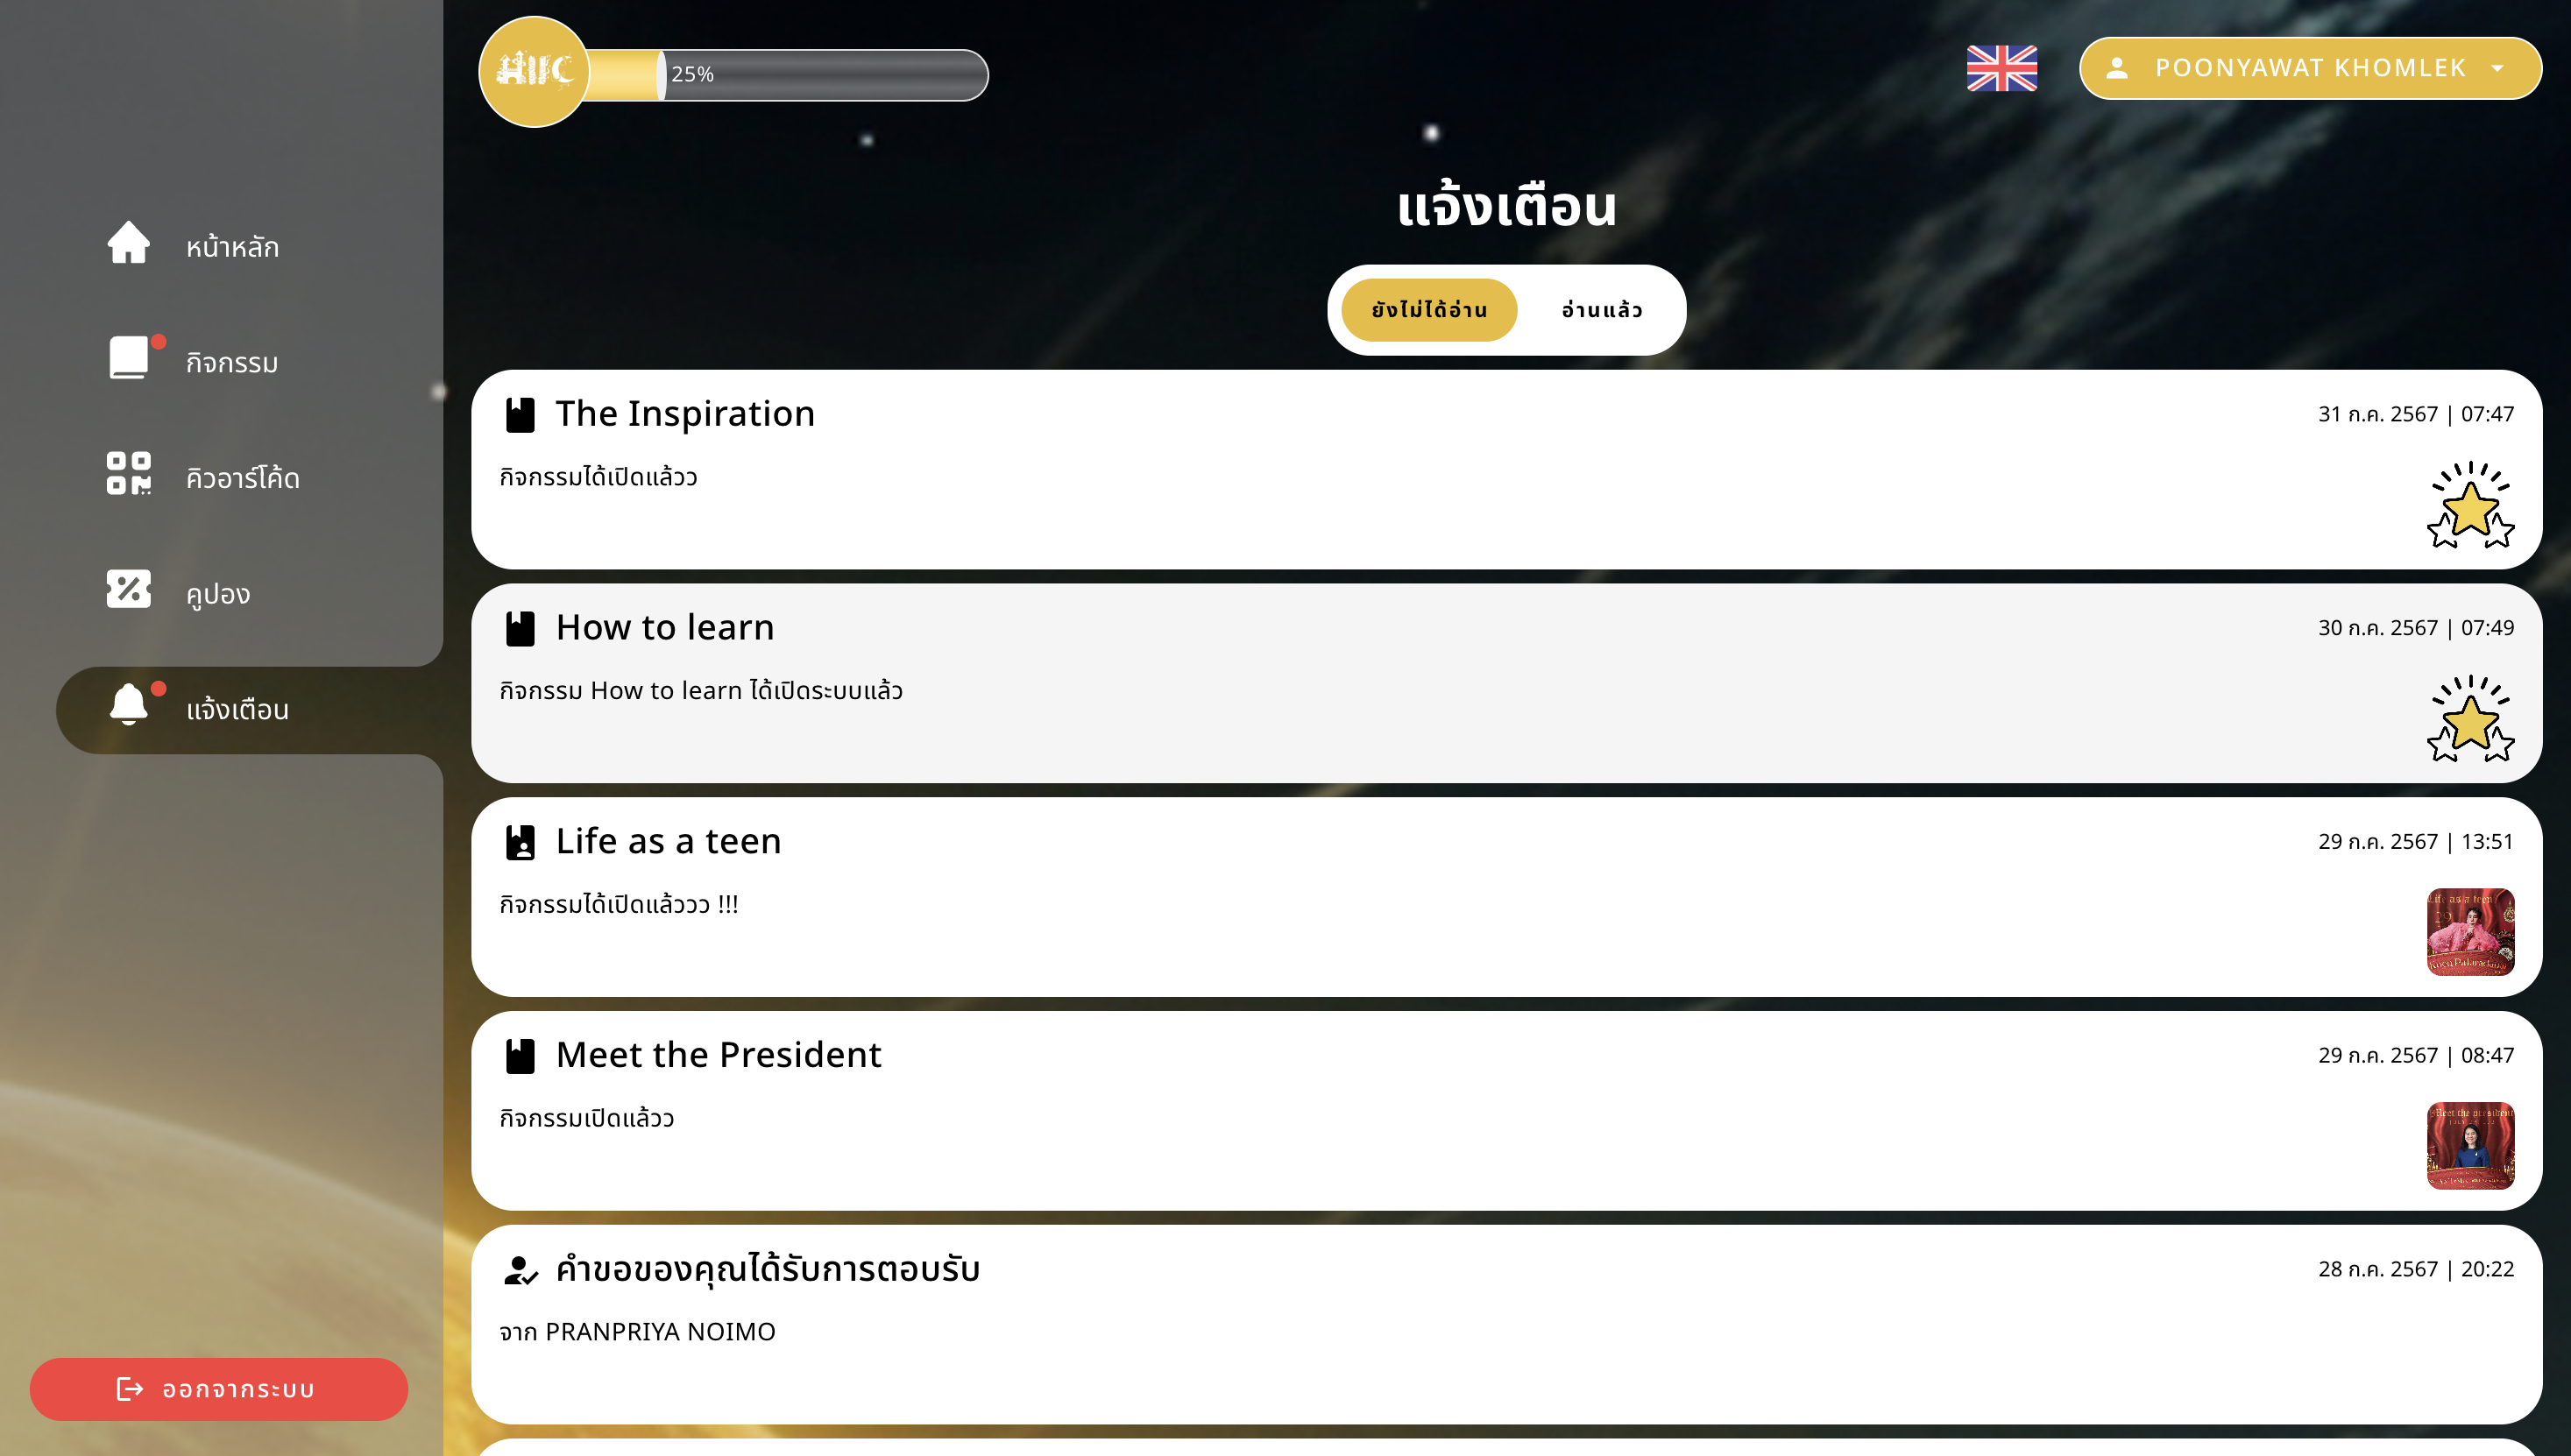 25%
POONYAWAT KHOMLEK
หน้าหลัก
กิจกรรม
คิวอาร์โค้ด
คูปอง
แจ้งเตือน
ออกจากระบบ
แจ้งเตือน
ยังไม่ได้อ่าน อ่านแล้ว
The Inspiration 31 ก.ค. 2567 | 07:47
กิจกรรมได้เปิดแล้วว
How to learn 30 ก.ค. 2567 | 07:49
กิจกรรม How to learn ได้เปิดระบบแล้ว
Life as a teen 29 ก.ค. 2567 | 13:51
กิจกรรมได้เปิดแล้ววว !!!
Life as a teen
29
Meet the President 29 ก.ค. 2567 | 08:47
กิจกรรมเปิดแล้วว
Meet the president
คำขอของคุณได้รับการตอบรับ 28 ก.ค. 2567 | 20:22
จาก PRANPRIYA NOIMO